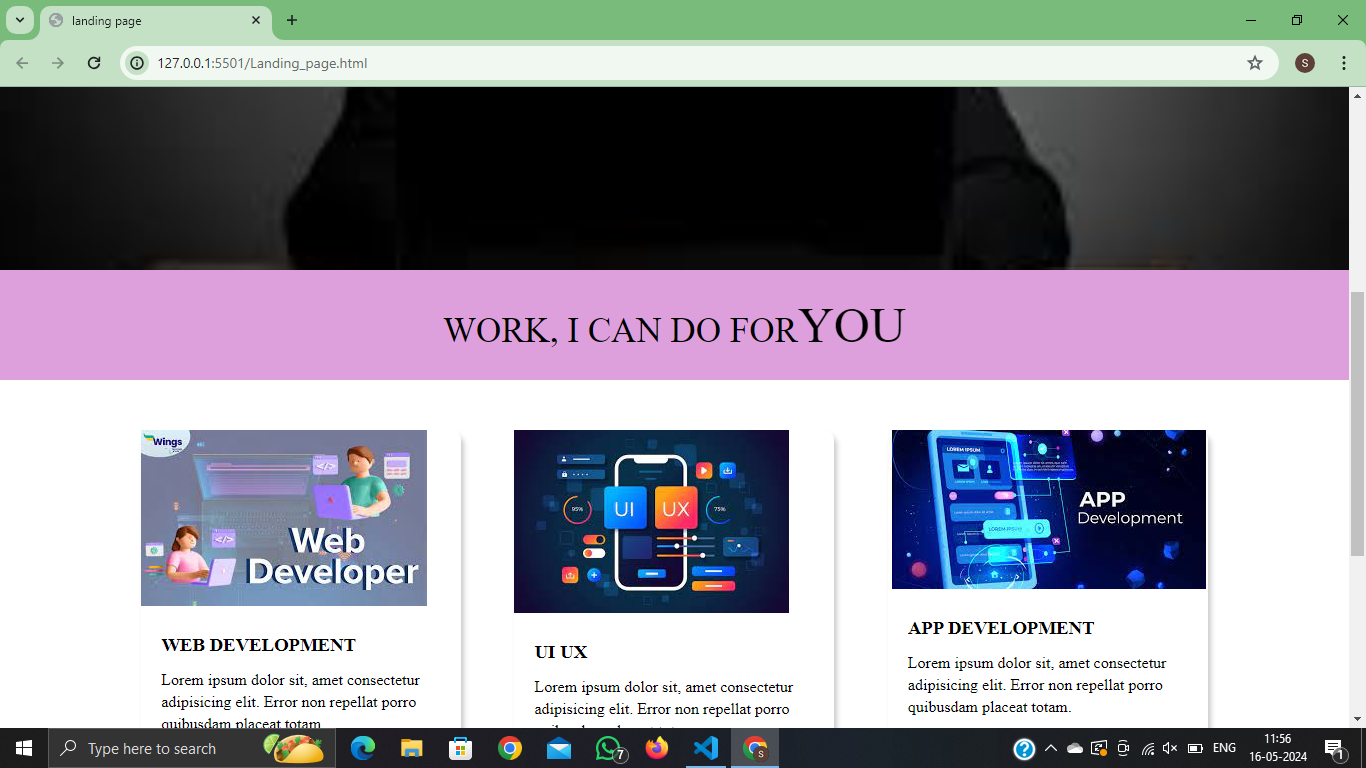 landing page
127.0.0.1:5501/Landing_page.html
S
WORK, I CAN DO FORYOU
Wings
Web
Developer
95%
UI
UX
75%
LOREM IPSUM
APP
Development
WEB DEVELOPMENT
Lorem ipsum dolor sit, amet consectetur
adipisicing elit. Error non repellat porro
quibusdam placeat totam
UI UX
Lorem ipsum dolor sit, amet consectetur
adipisicing elit. Error non repellat porro
APP DEVELOPMENT
Lorem ipsum dolor sit, amet consectetur
adipisicing elit. Error non repellat porro
quibusdam placeat totam.
Type here to search
7
S
ENG
11:56
16-05-2024
1